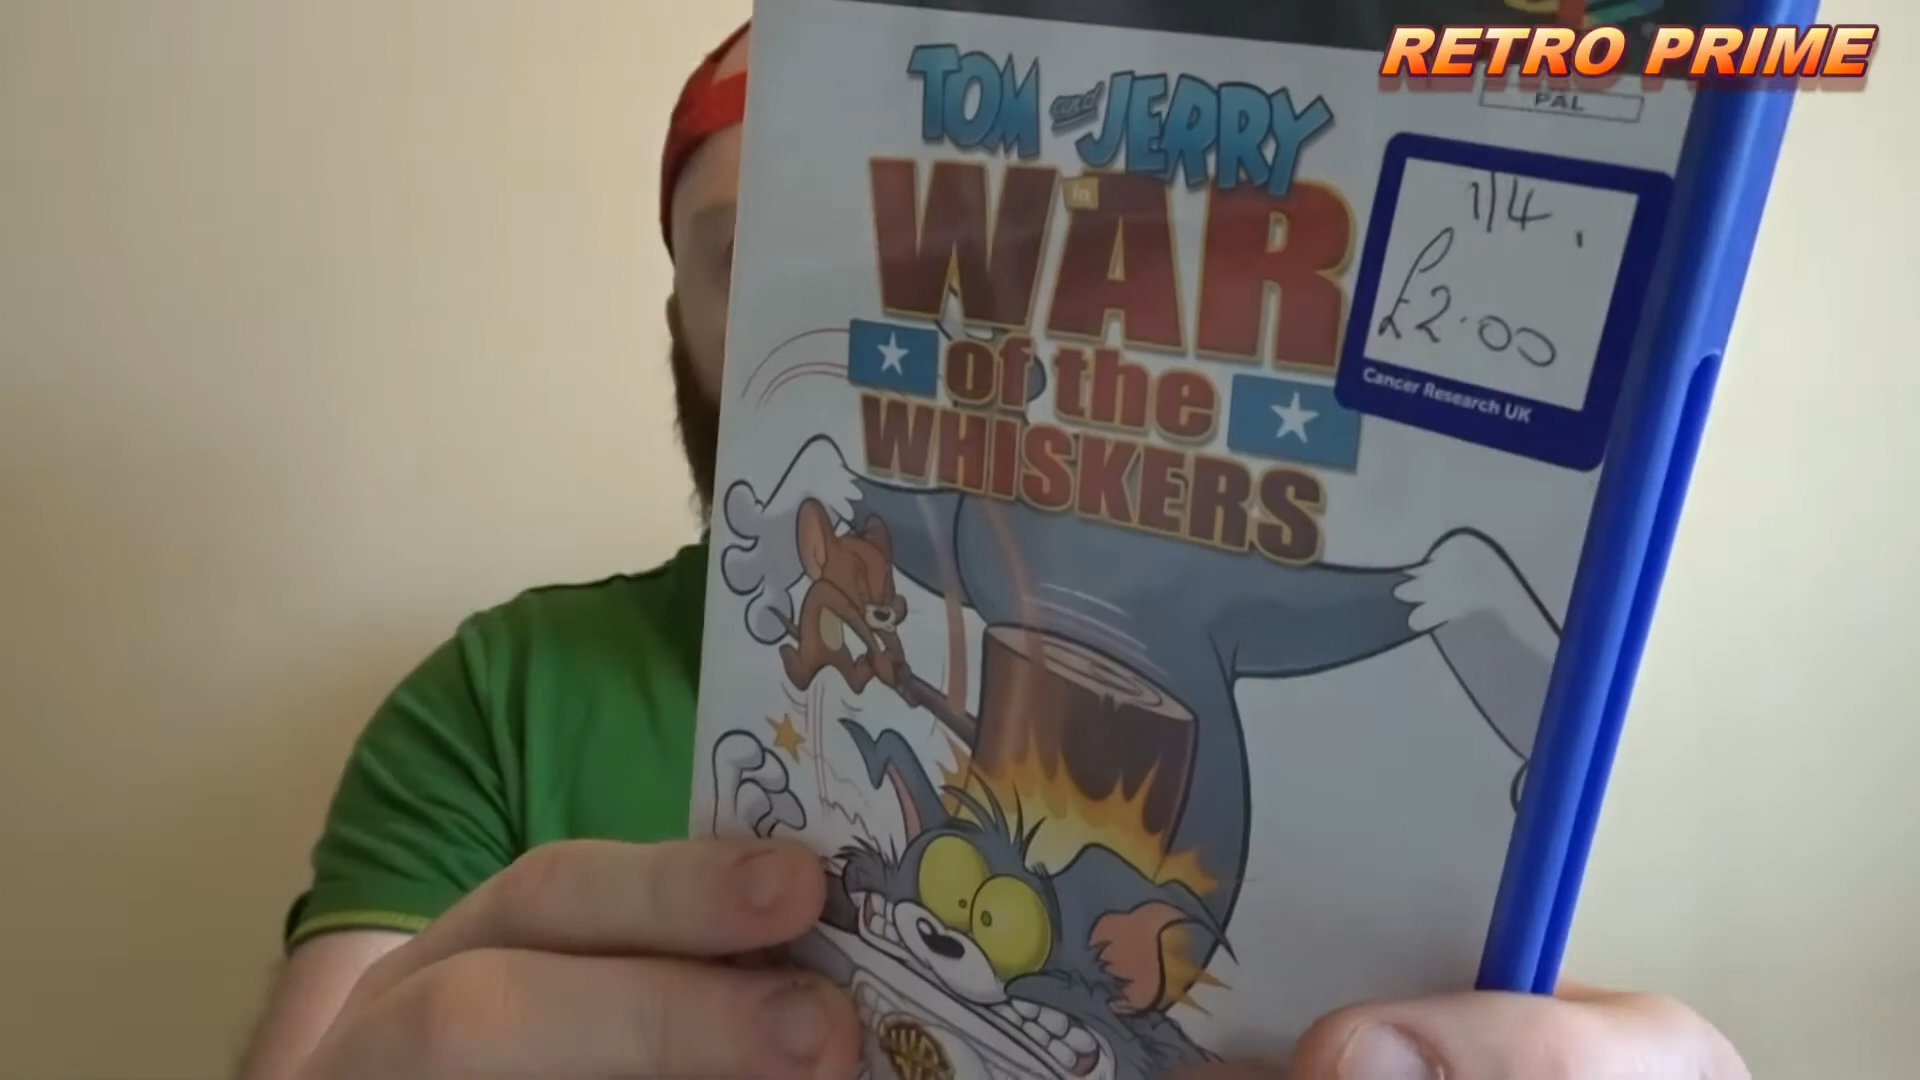 RETRO PRIME
PAL
TOM and JERRY
in
WAR
of the
WHISKERS
1/4
£2.00
Cancer Research UK